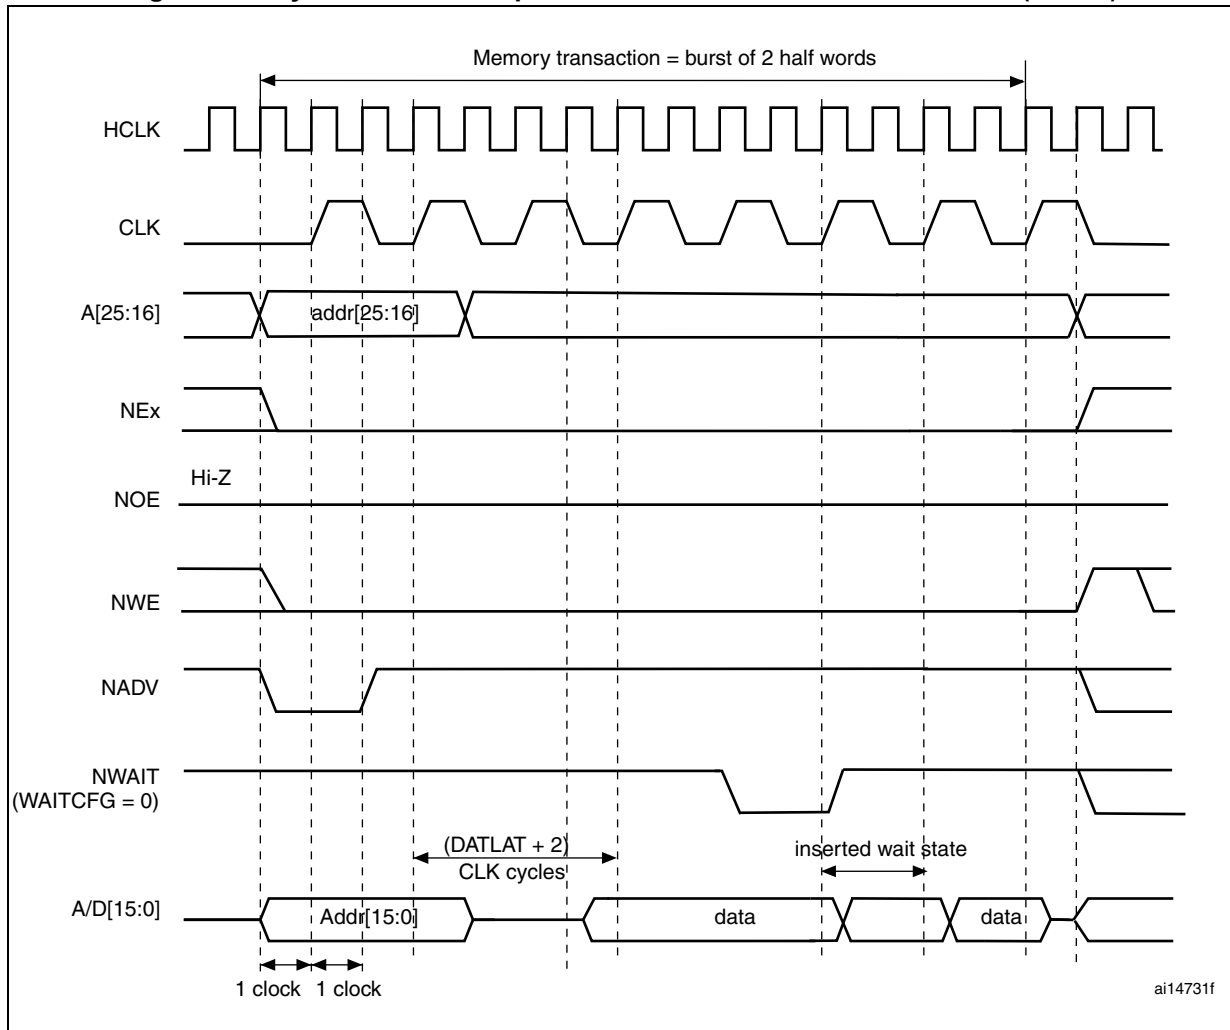 Memory transaction = burst of 2 half words
HCLK
CLK
A[25:16]
addr[25:16]
NEx
Hi-Z
NOE
NWE
NADV
NWAIT
(WAITCFG = 0)
(DATLAT + 2)
CLK cycles
inserted wait state
A/D[15:0]
Addr[15:0]
data
data
1 clock
1 clock
ai14731f